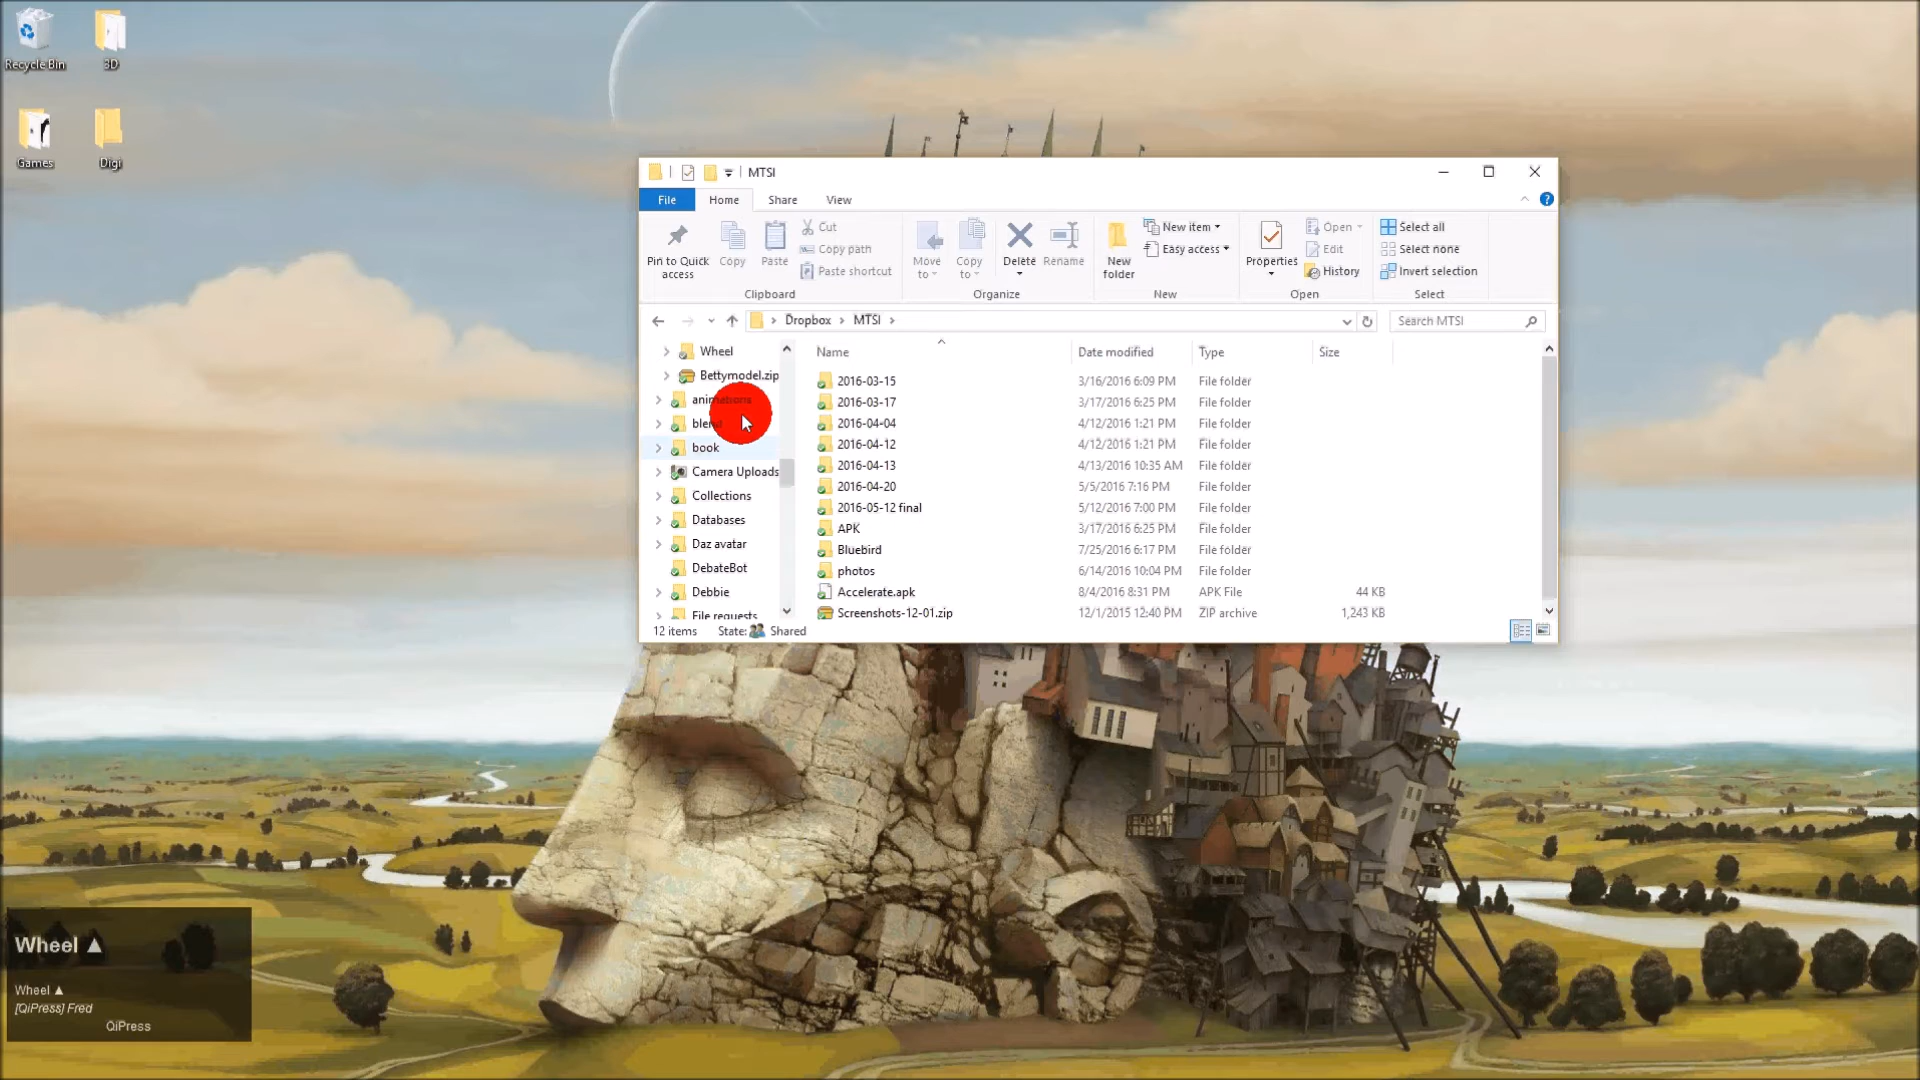 Recycle Bin
3D
Games
Digi
MTSI
File Home Share View
Pin to Quick access
Copy
Paste
Cut
Copy path
Paste shortcut
Clipboard
Move to
Copy to
Delete
Rename
Organize
New folder
New item
Easy access
New
Properties
Open
Edit
History
Open
Select all
Select none
Invert selection
Select
Dropbox MTSI
Search MTSI
Wheel
Bettymodel.zip
animations
book
Camera Uploads
Collections
Databases
Daz avatar
DebateBot
Debbie
File requests
Name Date modified Type Size
2016-03-15 3/16/2016 6:09 PM File folder
2016-03-17 3/17/2016 6:25 PM File folder
2016-04-04 4/12/2016 1:21 PM File folder
2016-04-12 4/12/2016 1:21 PM File folder
2016-04-13 4/13/2016 10:35 AM File folder
2016-04-20 5/5/2016 7:16 PM File folder
2016-05-12 final 5/12/2016 7:00 PM File folder
APK 3/17/2016 6:25 PM File folder
Bluebird 7/25/2016 6:17 PM File folder
photos 6/14/2016 10:04 PM File folder
Accelerate.apk 8/4/2016 8:31 PM APK File 44 KB
Screenshots-12-01.zip 12/1/2015 12:40 PM ZIP archive 1,243 KB
12 items State: Shared
Wheel ▲
Wheel ▲
[QiPress] Fred
QiPress